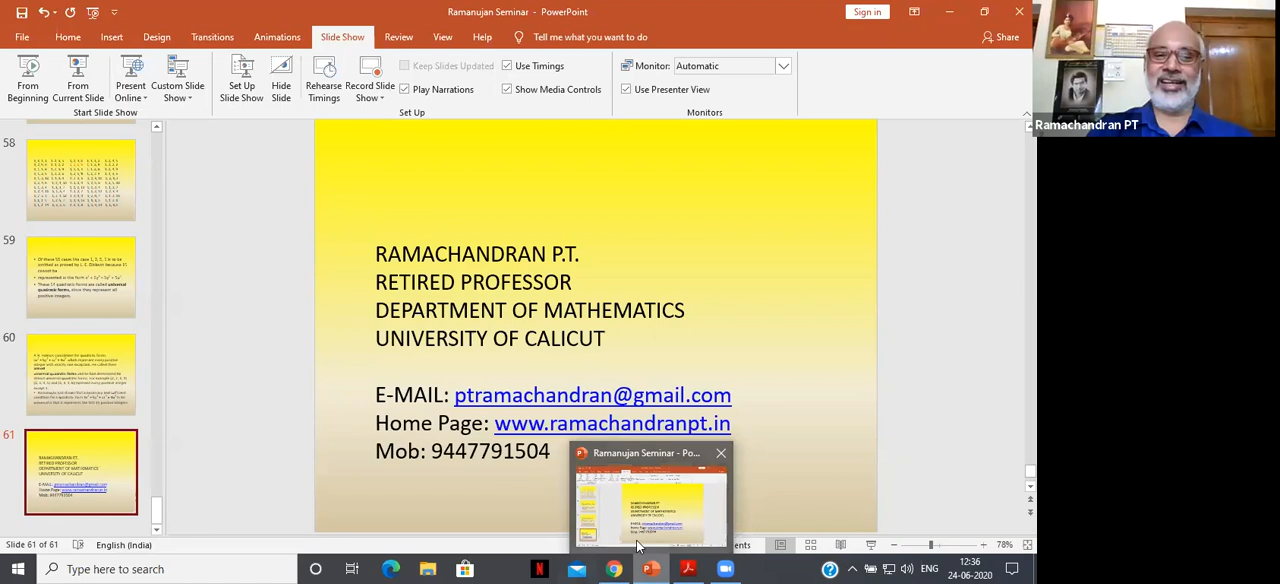 Ramanujan Seminar - PowerPoint
Sign in
File Home Insert Design Transitions Animations Slide Show Review View Help Tell me what you want to do Share
From Beginning
From Current Slide
Present Online
Custom Slide Show
Set Up Slide Show
Hide Slide
Rehearse Timings
Record Slide Show
Keep Slides Updated
Play Narrations
Use Timings
Show Media Controls
Monitor: Automatic
Use Presenter View
Start Slide Show
Set Up
Monitors
Ramachandran PT
58
59
60
61
RAMACHANDRAN P.T.
RETIRED PROFESSOR
DEPARTMENT OF MATHEMATICS
UNIVERSITY OF CALICUT
E-MAIL: ptramachandran@gmail.com
Home Page: www.ramachandranpt.in
Mob: 9447791504
Ramanujan Seminar - Po...
Slide 61 of 61 English (India)
78%
Type here to search
ENG
12:36
24-06-2020